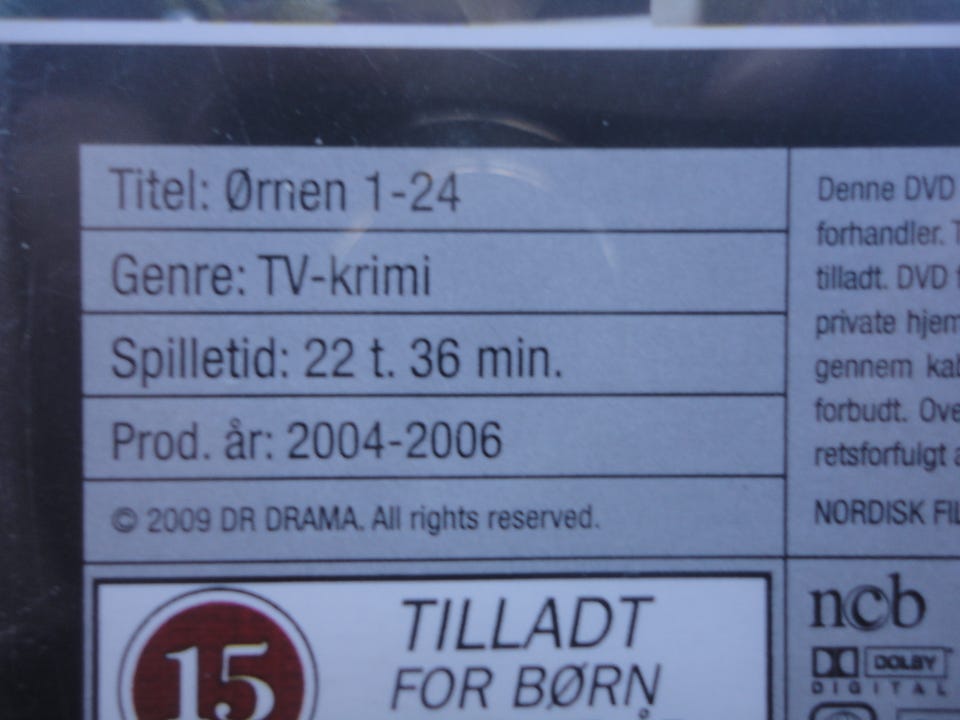 Titel: Ørnen 1-24
Genre: TV-krimi
Spilletid: 22 t. 36 min.
Prod. år: 2004-2006
© 2009 DR DRAMA. All rights reserved.
15
TILLADT
FOR BØRN
Denne DVD
forhandler.
tilladt. DVD
private
gennem
forbudt.
retsforfulgt
NORDISK
ncb
DOLBY
DIGITAL